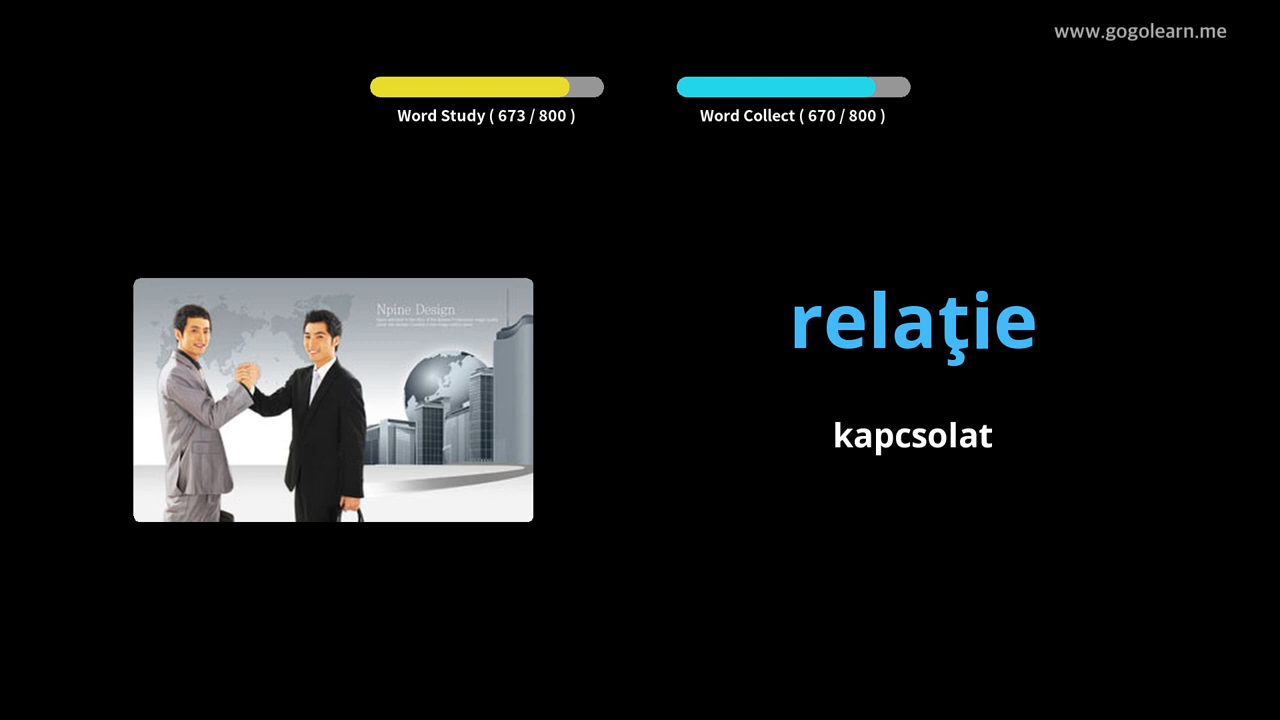 www.gogolearn.me
Word Study ( 673 / 800 )
Word Collect ( 670 / 800 )
Npine Design
relaţie
kapcsolat